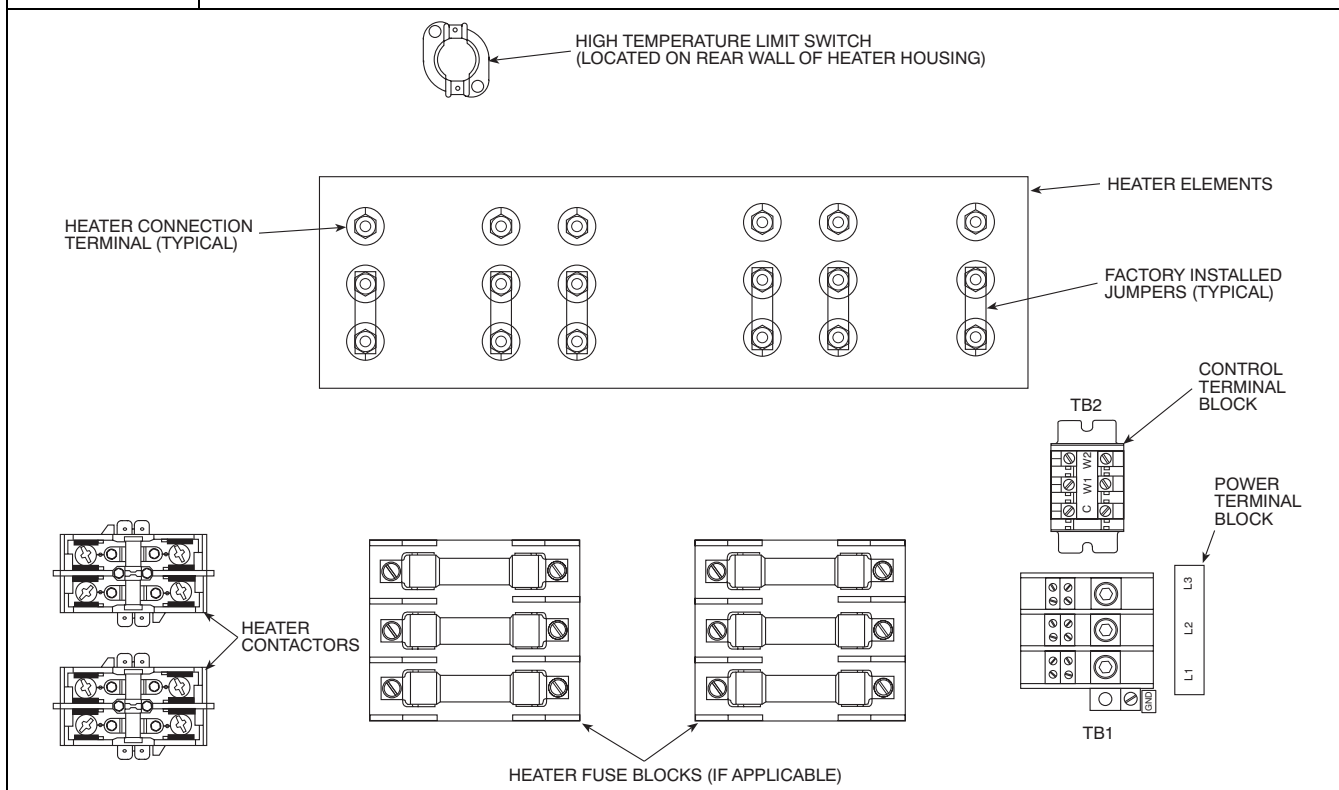 HIGH TEMPERATURE LIMIT SWITCH
(LOCATED ON REAR WALL OF HEATER HOUSING)
HEATER ELEMENTS
HEATER CONNECTION
TERMINAL (TYPICAL)
FACTORY INSTALLED
JUMPERS (TYPICAL)
CONTROL
TERMINAL
BLOCK
TB2
W2
W1
C
POWER
TERMINAL
BLOCK
L3
L2
L1
GND
TB1
HEATER
CONTACTORS
HEATER FUSE BLOCKS (IF APPLICABLE)